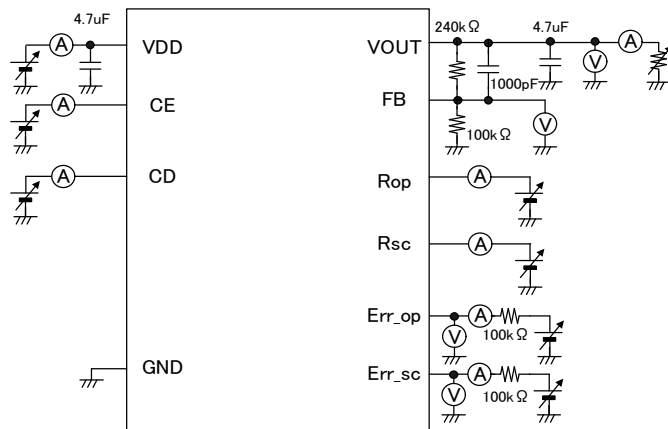 4.7uF
A
VDD
A
CE
A
CD
GND
VOUT
240kΩ
1000pF
4.7uF
V
A
FB
100kΩ
V
Rop
A
Rsc
A
Err_op
V
A
100kΩ
Err_sc
V
A
100kΩ